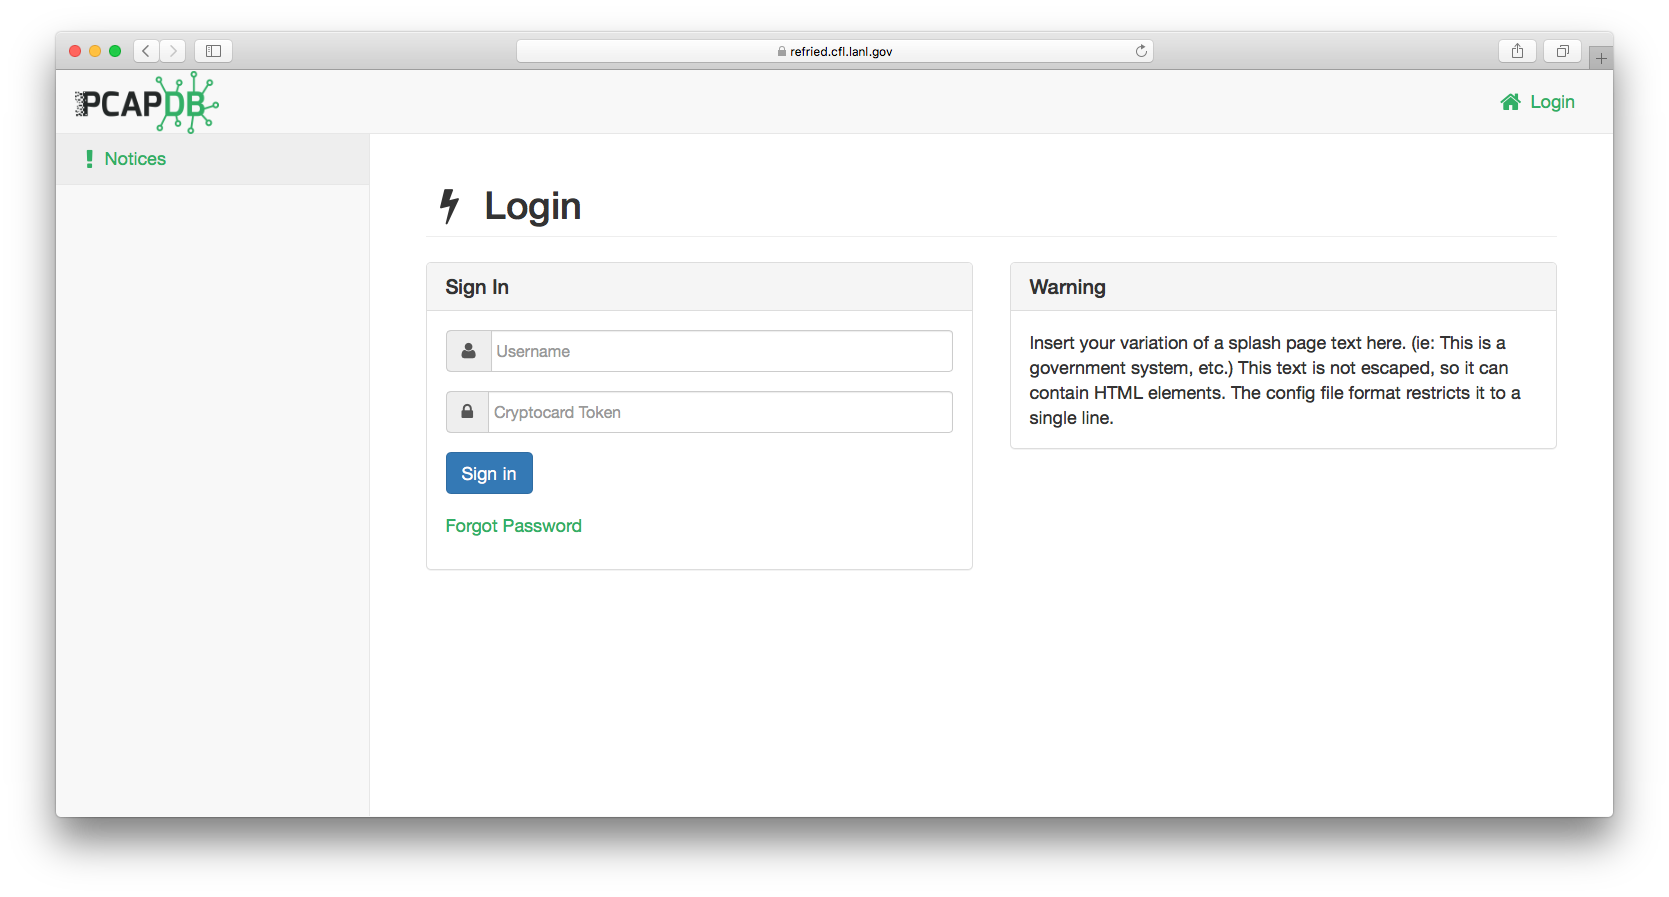 refried.cfl.lanl.gov
PCAPDB
Login
Notices
Login
Sign In
Username
Cryptocard Token
Sign in
Forgot Password
Warning
Insert your variation of a splash page text here. (ie: This is a
government system, etc.) This text is not escaped, so it can
contain HTML elements. The config file format restricts it to a
single line.